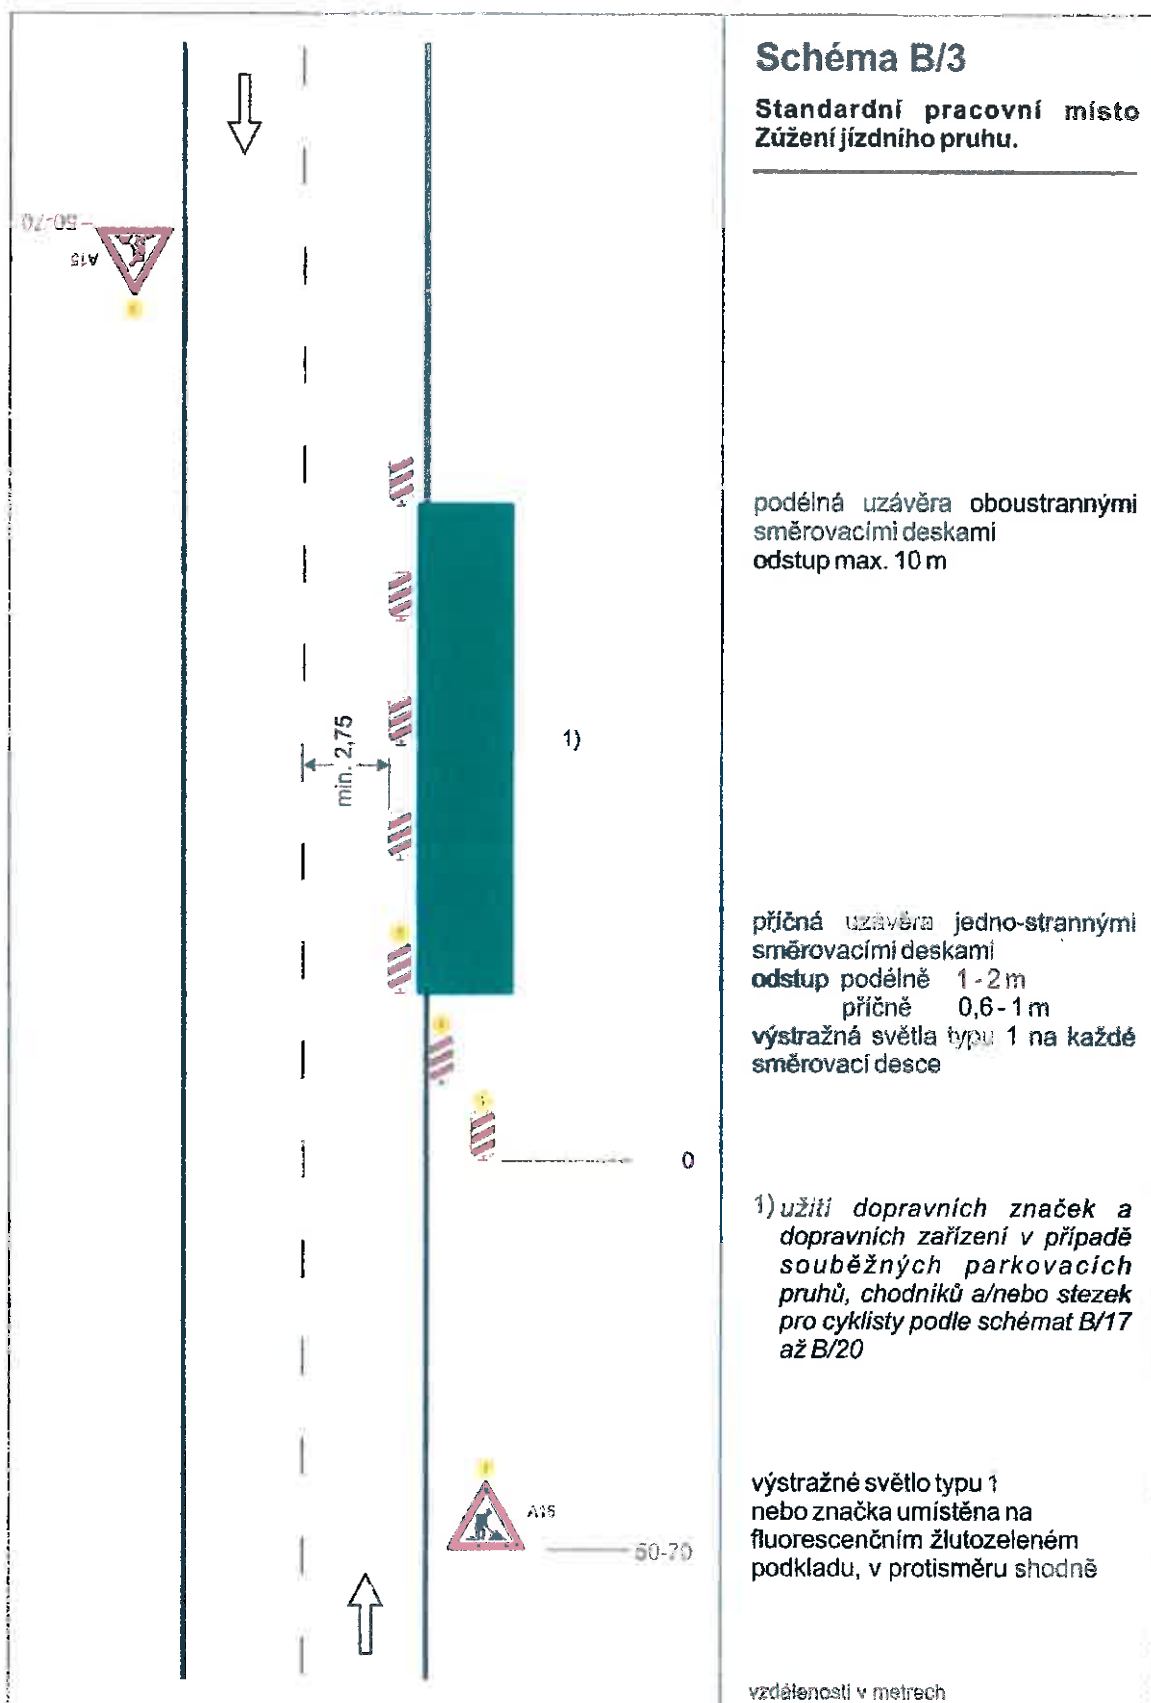 Schéma B/3
Standardní pracovní místo
Zúžení jízdního pruhu.
50-70
A15
podélná uzávěra oboustrannými
směrovacími deskami
odstup max. 10 m
min. 2,75
1)
příčná uzávěra jedno-strannými
směrovacími deskami
odstup podélně 1-2 m
příčně 0,6-1 m
výstražná světla typu 1 na každé
směrovací desce
0
1) užití dopravních značek a
dopravních zařízení v případě
souběžných parkovacích
pruhů, chodníků a/nebo stezek
pro cyklisty podle schémat B/17
až B/20
výstražné světlo typu 1
nebo značka umístěna na
fluorescenčním žlutozeleném
podkladu, v protisměru shodně
A15
50-70
vzdálenosti v metrech